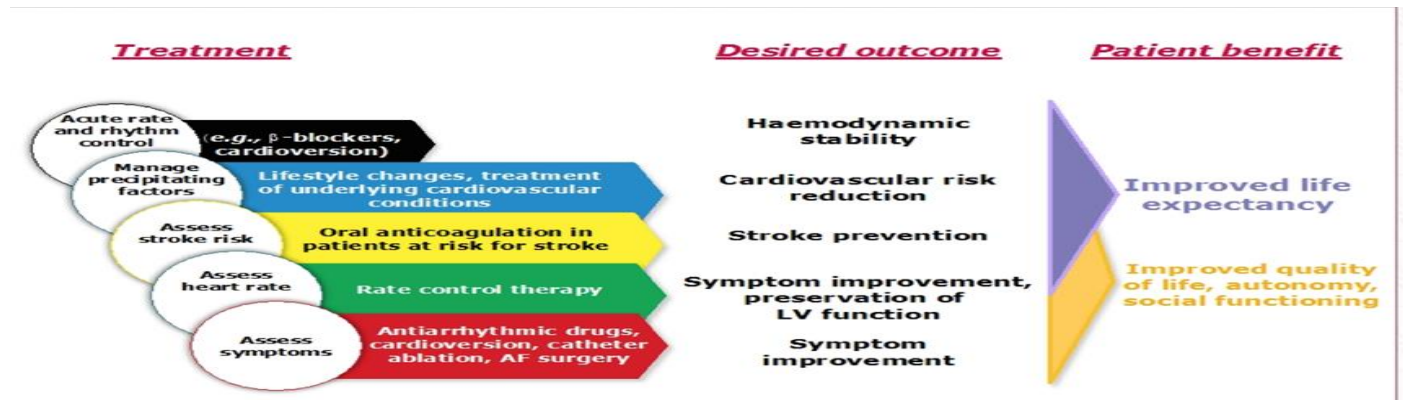 Treatment
Desired outcome
Patient benefit
Acute rate
and rhythm
control
(e.g., β-blockers,
cardioversion)
Haemodynamic
stability
Manage
precipitating
factors
Lifestyle changes, treatment
of underlying cardiovascular
conditions
Cardiovascular risk
reduction
Improved life
expectancy
Assess
stroke risk
Oral anticoagulation in
patients at risk for stroke
Stroke prevention
Assess
heart rate
Rate control therapy
Symptom improvement,
preservation of
LV function
Improved quality
of life, autonomy,
social functioning
Assess
symptoms
Antiarrhythmic drugs,
cardioversion, catheter
ablation, AF surgery
Symptom
improvement